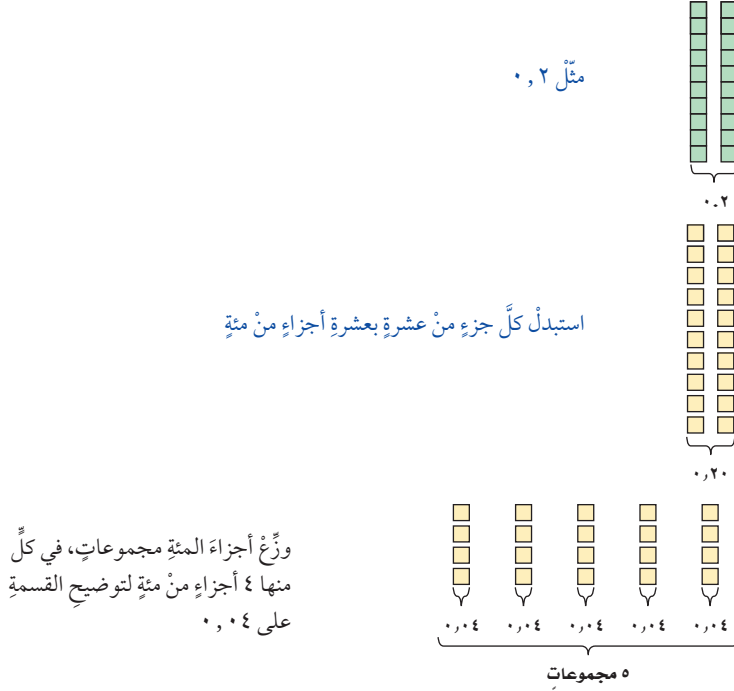 مثّلْ ٠,٢
٠.٢
استبدلْ كلَّ جزءٍ منْ عشرةٍ بعشرةِ أجزاءٍ منْ مئةٍ
٠,٢٠
وزِّعْ أجزاءَ المئةِ مجموعاتٍ، في كلٍّ
منها ٤ أجزاءٍ منْ مئةٍ لتوضيحِ القسمةِ
على ٠,٠٤
٠,٠٤ ٠,٠٤ ٠,٠٤ ٠,٠٤ ٠,٠٤
٥ مجموعاتٍ